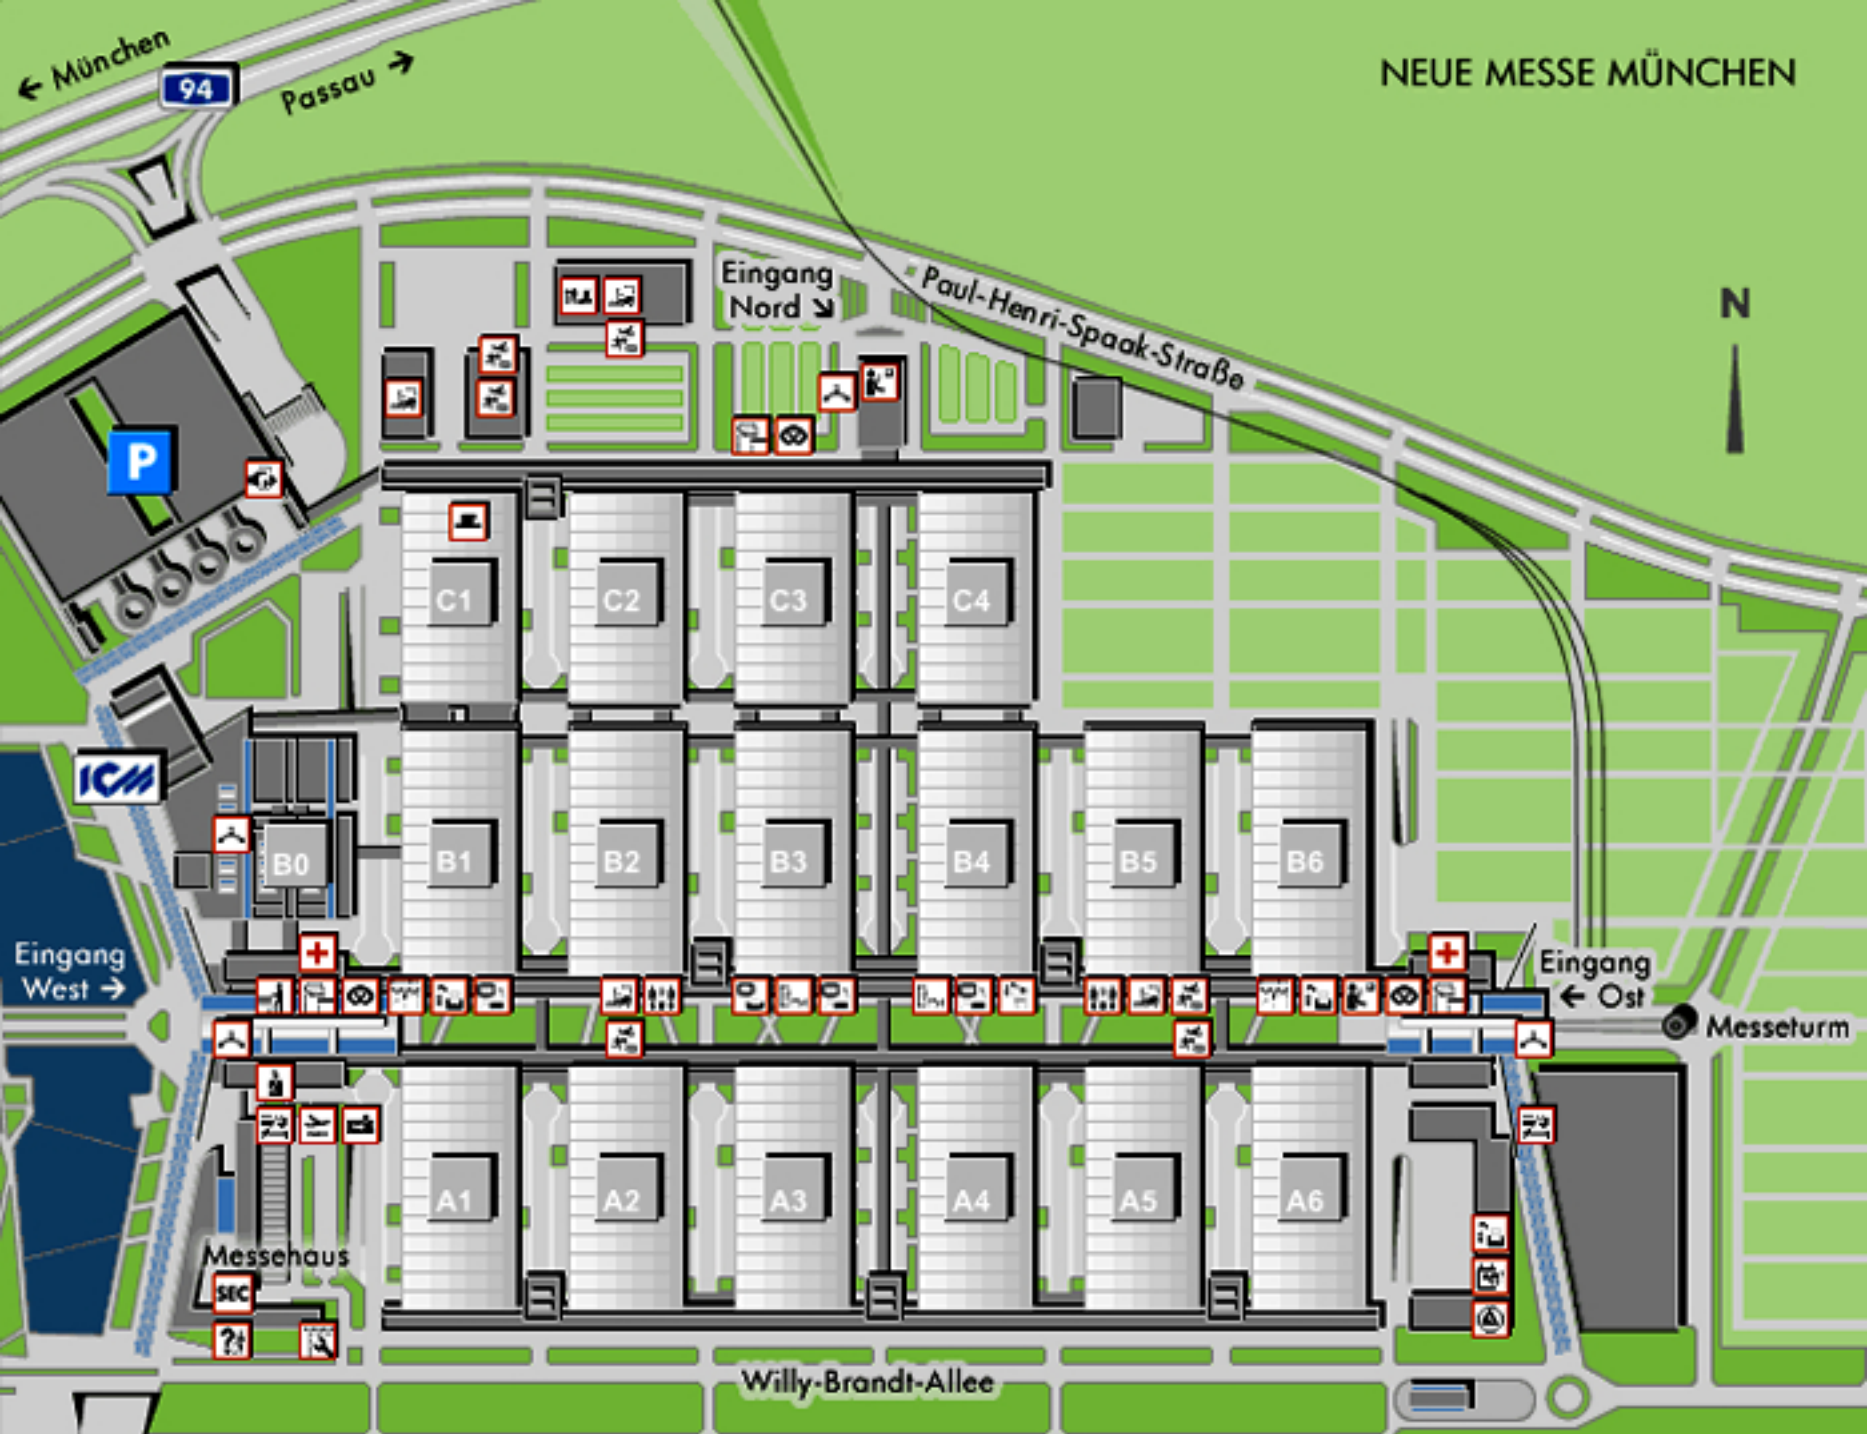 ← München
94
Passau →
NEUE MESSE MÜNCHEN
Eingang
Nord ↘
Paul-Henri-Spaak-Straße
N
P
C1
C2
C3
C4
ICM
B0
B1
B2
B3
B4
B5
B6
Eingang
West →
Eingang
← Ost
Messeturm
A1
A2
A3
A4
A5
A6
Messehaus
SEC
Willy-Brandt-Allee